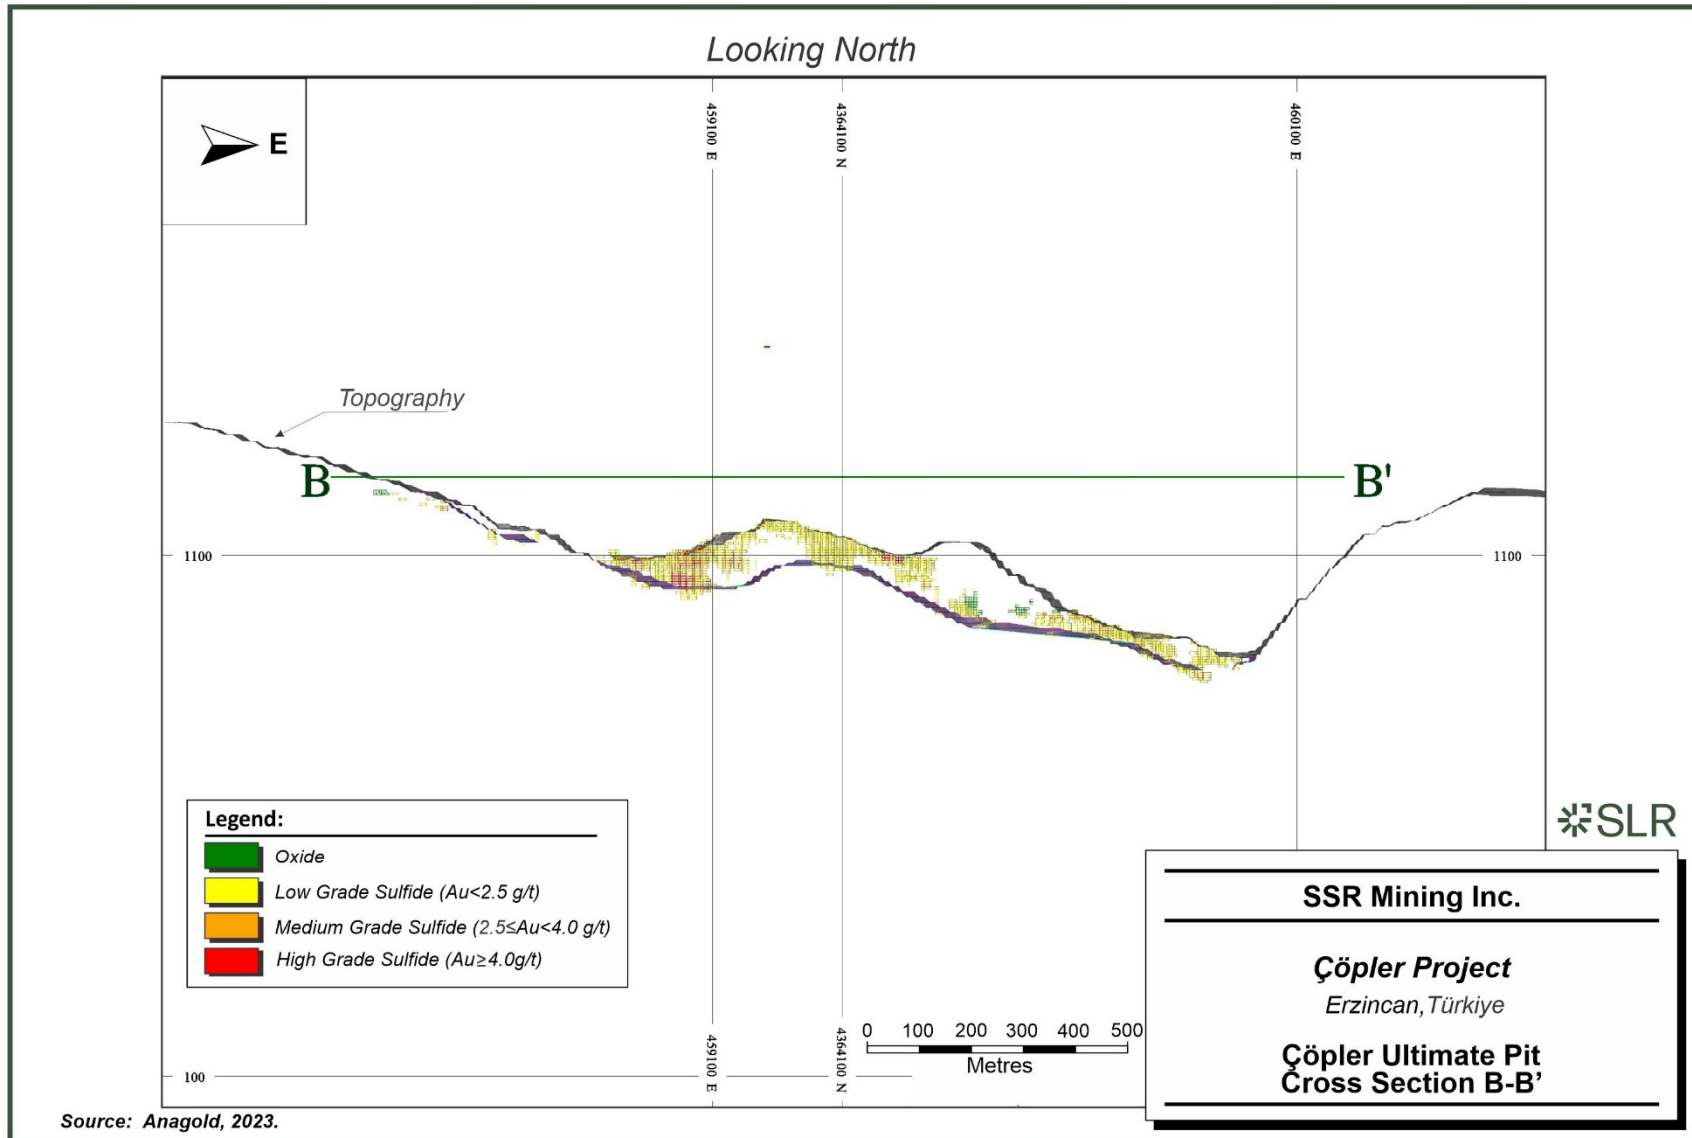 Looking North
459100 E
4364100 N
460100 E
E
Topography
B
B'
1100
1100
Legend:
Oxide
Low Grade Sulfide (Au<2.5 g/t)
Medium Grade Sulfide (2.5≤Au<4.0 g/t)
High Grade Sulfide (Au≥4.0g/t)
SLR
SSR Mining Inc.
Çöpler Project
Erzincan,Türkiye
Çöpler Ultimate Pit
Cross Section B-B’
0 100 200 300 400 500
Metres
459100 E
4364100 N
100
Source: Anagold, 2023.